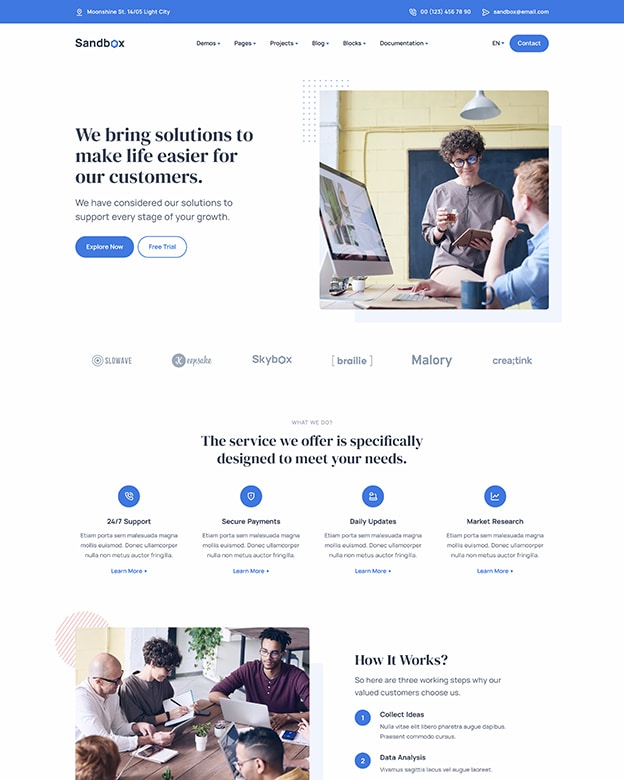 Moonshine St. 14/05 Light City
00 (123) 456 78 90
sandbox@email.com
Sandbox
Demos
Pages
Projects
Blog
Blocks
Documentation
EN
Contact
We bring solutions to
make life easier for
our customers.
We have considered our solutions to
support every stage of your growth.
Explore Now
Free Trial
SLOWAVE
Keepsake
Skybox
[ brailie ]
Malory
crea;tink
WHAT WE DO?
The service we offer is specifically
designed to meet your needs.
24/7 Support
Etiam porta sem malesuada magna
mollis euismod. Donec ullamcorper
nulla non metus auctor fringilla.
Learn More
Secure Payments
Etiam porta sem malesuada magna
mollis euismod. Donec ullamcorper
nulla non metus auctor fringilla.
Learn More
Daily Updates
Etiam porta sem malesuada magna
mollis euismod. Donec ullamcorper
nulla non metus auctor fringilla.
Learn More
Market Research
Etiam porta sem malesuada magna
mollis euismod. Donec ullamcorper
nulla non metus auctor fringilla.
Learn More
How It Works?
So here are three working steps why our
valued customers choose us.
1
Collect Ideas
Nulla vitae elit libero pharetra augue dapibus.
Praesent commodo cursus.
2
Data Analysis
Vivamus sagittis lacus vel augue laoreet.